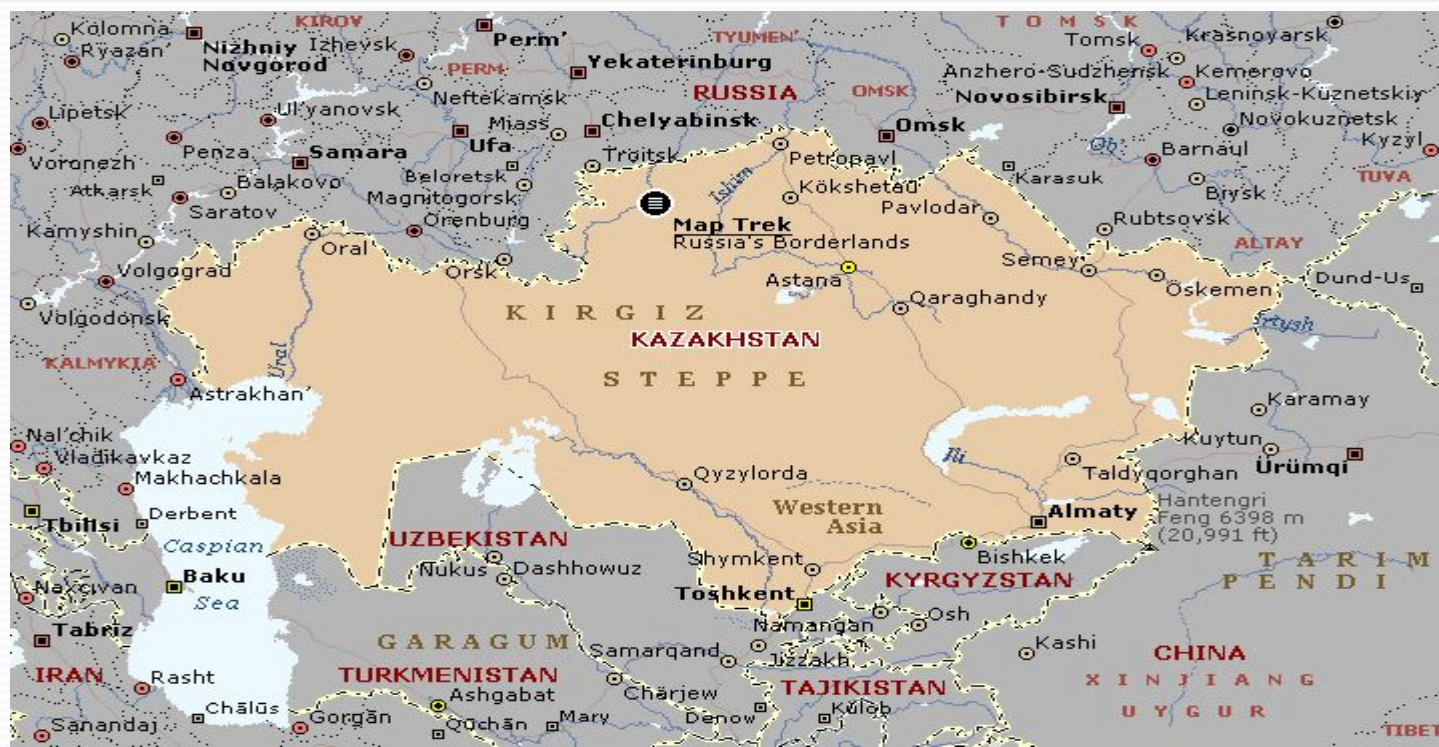 KIROV
TOMSK
Kolomna
Nizhniy
Novgorod
Izhevsk
Perm'
TYUMEN'
Tomsk
Krasnoyarsk
Ryazan'
PERM
Yekaterinburg
Anzhero-Sudzhensk
Kemerovo
RUSSIA
OMSK
Novosibirsk
Leninsk-Kuznetskiy
Neftekamsk
Lipetsk
Ul'yanovsk
Miass
Chelyabinsk
Omsk
Novokuznetsk
Voronezh
Penza
Samara
Ufa
Troitsk
Petropavl
Ob'
Barnaul
Kyzyl
Atkarsk
Balakovo
Beloretsk
Ishim
Kökshetaū
Karasuk
Biysk
TUVA
Saratov
Magnitogorsk
Pavlodar
Kamyshin
Orenburg
Map Trek
Russia's Borderlands
Rubtsovsk
Oral
Orsk
ALTAY
Volgograd
Astana
Semey
Öskemen
Dund-Us
Volgodonsk
KIRGIZ
Qaraghandy
Irtysh
KAZAKHSTAN
KALMYKIA
Ural
STEPPE
Astrakhan'
Karamay
Nal'chik
Kuytun
Vladikavkaz
Ili
Ürümqi
Makhachkala
Qyzylorda
Taldyqorghan
Derbent
Western
Asia
Almaty
Hantengri
Feng 6398 m
(20,991 ft)
Tbilisi
UZBEKISTAN
Caspian
Sea
Shymkent
Bishkek
TARIM
PENDI
Nukus
Dashhowuz
KYRGYZSTAN
Naxcivan
Baku
Toshkent
Namangan
Osh
Tabriz
GARAGUM
Samarqand
Jizzakh
Kashi
CHINA
IRAN
Rasht
TURKMENISTAN
Chärjew
TAJIKISTAN
XINJIANG
UYGUR
Ashgabat
Chālūs
Gorgān
Qūchān
Mary
Denow
Kŭlob
Sanandaj
TIBET